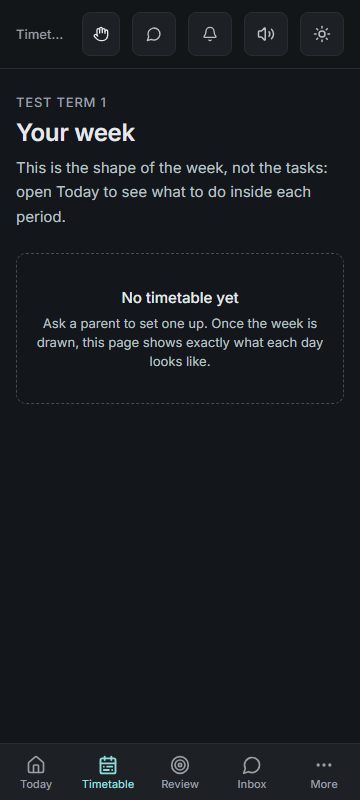 Timet...
TEST TERM 1
Your week
This is the shape of the week, not the tasks:
open Today to see what to do inside each
period.
No timetable yet
Ask a parent to set one up. Once the week is
drawn, this page shows exactly what each day
looks like.
Today
Timetable
Review
Inbox
More